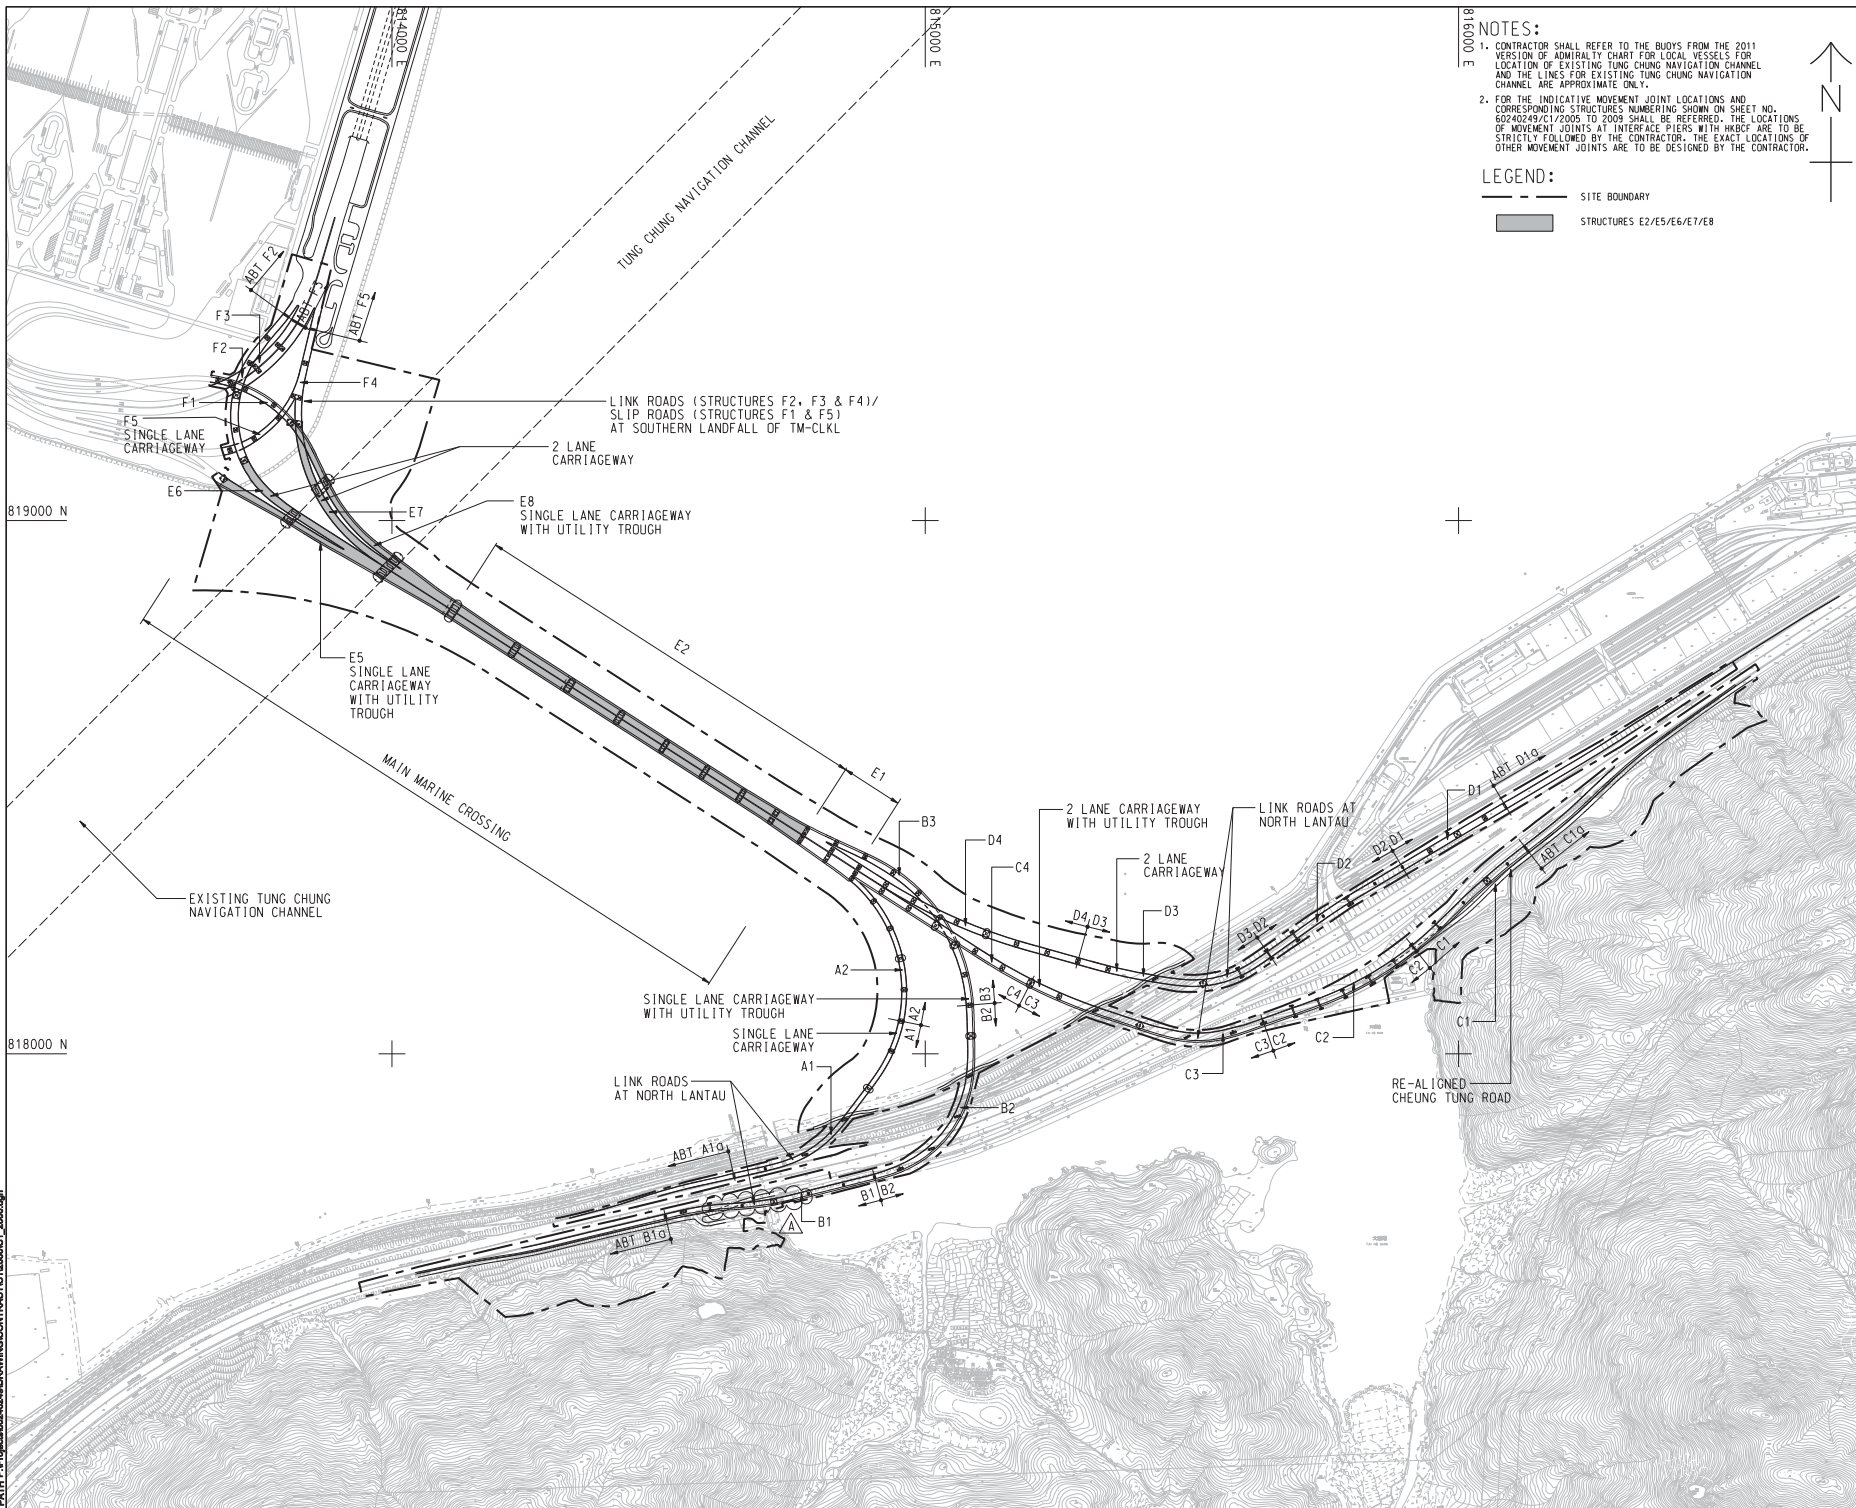 814000 E
815000 E
816000 E
NOTES:
1. CONTRACTOR SHALL REFER TO THE BUOYS FROM THE 2011
VERSION OF ADMIRALTY CHART FOR LOCAL VESSELS FOR
LOCATION OF EXISTING TUNG CHUNG NAVIGATION CHANNEL
AND THE LINES FOR EXISTING TUNG CHUNG NAVIGATION
CHANNEL ARE APPROXIMATE ONLY.
2. FOR THE INDICATIVE MOVEMENT JOINT LOCATIONS AND
CORRESPONDING STRUCTURES NUMBERING SHOWN ON SHEET NO.
60240249/C1/2005 TO 2009 SHALL BE REFERRED. THE LOCATIONS
OF MOVEMENT JOINTS AT INTERFACE PIERS WITH HKBCF ARE TO BE
STRICTLY FOLLOWED BY THE CONTRACTOR. THE EXACT LOCATIONS OF
OTHER MOVEMENT JOINTS ARE TO BE DESIGNED BY THE CONTRACTOR.
N
LEGEND:
SITE BOUNDARY
STRUCTURES E2/E5/E6/E7/E8
TUNG CHUNG NAVIGATION CHANNEL
ABT F2
ABT F3
ABT F5
F3
F2
F4
F1
F5
SINGLE LANE
CARRIAGEWAY
LINK ROADS (STRUCTURES F2, F3 & F4)/
SLIP ROADS (STRUCTURES F1 & F5)
AT SOUTHERN LANDFALL OF TM-CLKL
2 LANE
CARRIAGEWAY
E6
E7
E8
SINGLE LANE CARRIAGEWAY
WITH UTILITY TROUGH
819000 N
E5
SINGLE LANE
CARRIAGEWAY
WITH UTILITY
TROUGH
E2
E1
MAIN MARINE CROSSING
EXISTING TUNG CHUNG
NAVIGATION CHANNEL
B3
D4
C4
2 LANE CARRIAGEWAY
WITH UTILITY TROUGH
2 LANE
CARRIAGEWAY
LINK ROADS AT
NORTH LANTAU
D3
D4 D3
D3 D2
D2
D2 D1
D1
ABT D1a
ABT C1a
C1
C2
C1
C2
C3 C2
C3
C4 C3
RE-ALIGNED
CHEUNG TUNG ROAD
A2
SINGLE LANE CARRIAGEWAY
WITH UTILITY TROUGH
SINGLE LANE
CARRIAGEWAY
A1 A2
B2 B3
818000 N
A1
LINK ROADS
AT NORTH LANTAU
B2
ABT A1a
B1 B2
B1
A
ABT B1a